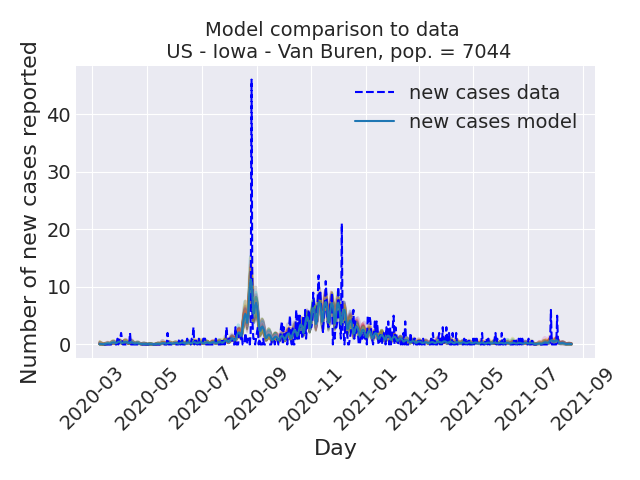 Model comparison to data
US - Iowa - Van Buren, pop. = 7044
Number of new cases reported
40
30
20
10
0
new cases data
new cases model
2020-03
2020-05
2020-07
2020-09
2020-11
2021-01
2021-03
2021-05
2021-07
2021-09
Day